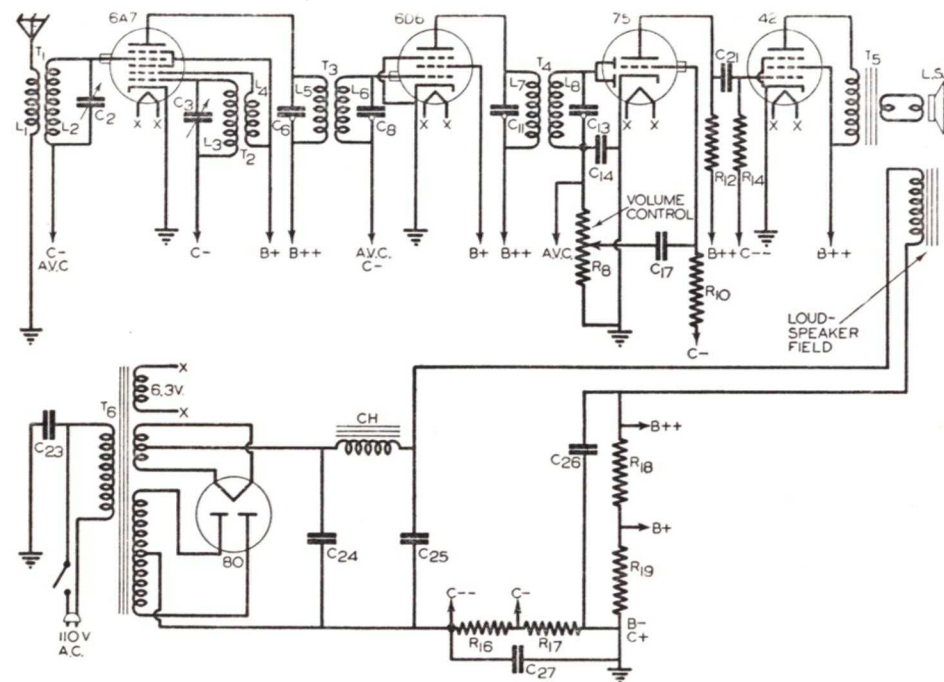 6A7
6D6
75
42
T1
L1
L2
C2
X X
C3
L3
T2
L4
C6
L5
T3
L6
C8
X X
L7
C11
T4
L8
C13
C14
X X
C21
R12
R14
X X
T5
L.S.
C-
A.V.C
C-
B+
B++
A.V.C.
C-
B+
B++
A.V.C.
VOLUME
CONTROL
R8
C17
R10
C-
B++
C--
B++
LOUD-
SPEAKER
FIELD
X
6.3V.
X
T6
C23
110 V
A.C.
80
CH
C24
C25
C26
B++
R18
B+
R19
C--
C-
R16
R17
C27
B-
C+